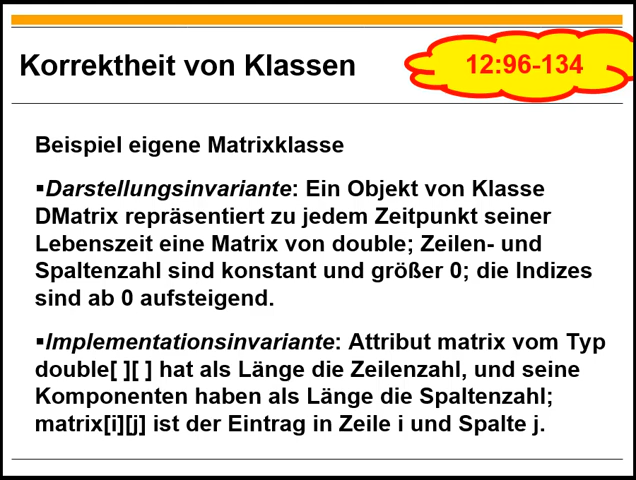 Korrektheit von Klassen
12:96-134
Beispiel eigene Matrixklasse
▪Darstellungsinvariante: Ein Objekt von Klasse
DMatrix repräsentiert zu jedem Zeitpunkt seiner
Lebenszeit eine Matrix von double; Zeilen- und
Spaltenzahl sind konstant und größer 0; die Indizes
sind ab 0 aufsteigend.
▪Implementationsinvariante: Attribut matrix vom Typ
double[ ][ ] hat als Länge die Zeilenzahl, und seine
Komponenten haben als Länge die Spaltenzahl;
matrix[i][j] ist der Eintrag in Zeile i und Spalte j.